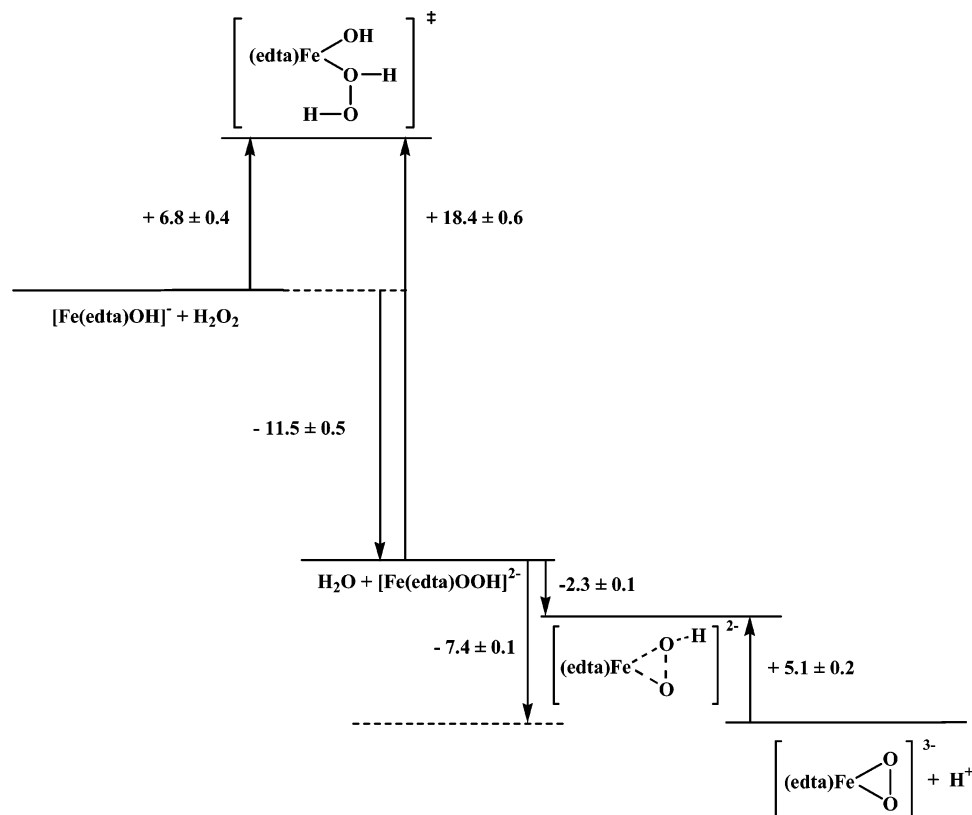 ‡
OH
(edta)Fe
O—H
H—O
+ 6.8 ± 0.4
+ 18.4 ± 0.6
[Fe(edta)OH]⁻ + H₂O₂
- 11.5 ± 0.5
H₂O + [Fe(edta)OOH]²⁻
-2.3 ± 0.1
- 7.4 ± 0.1
2-
O--H
(edta)Fe
O
+ 5.1 ± 0.2
3-
O
(edta)Fe
+ H⁺
O